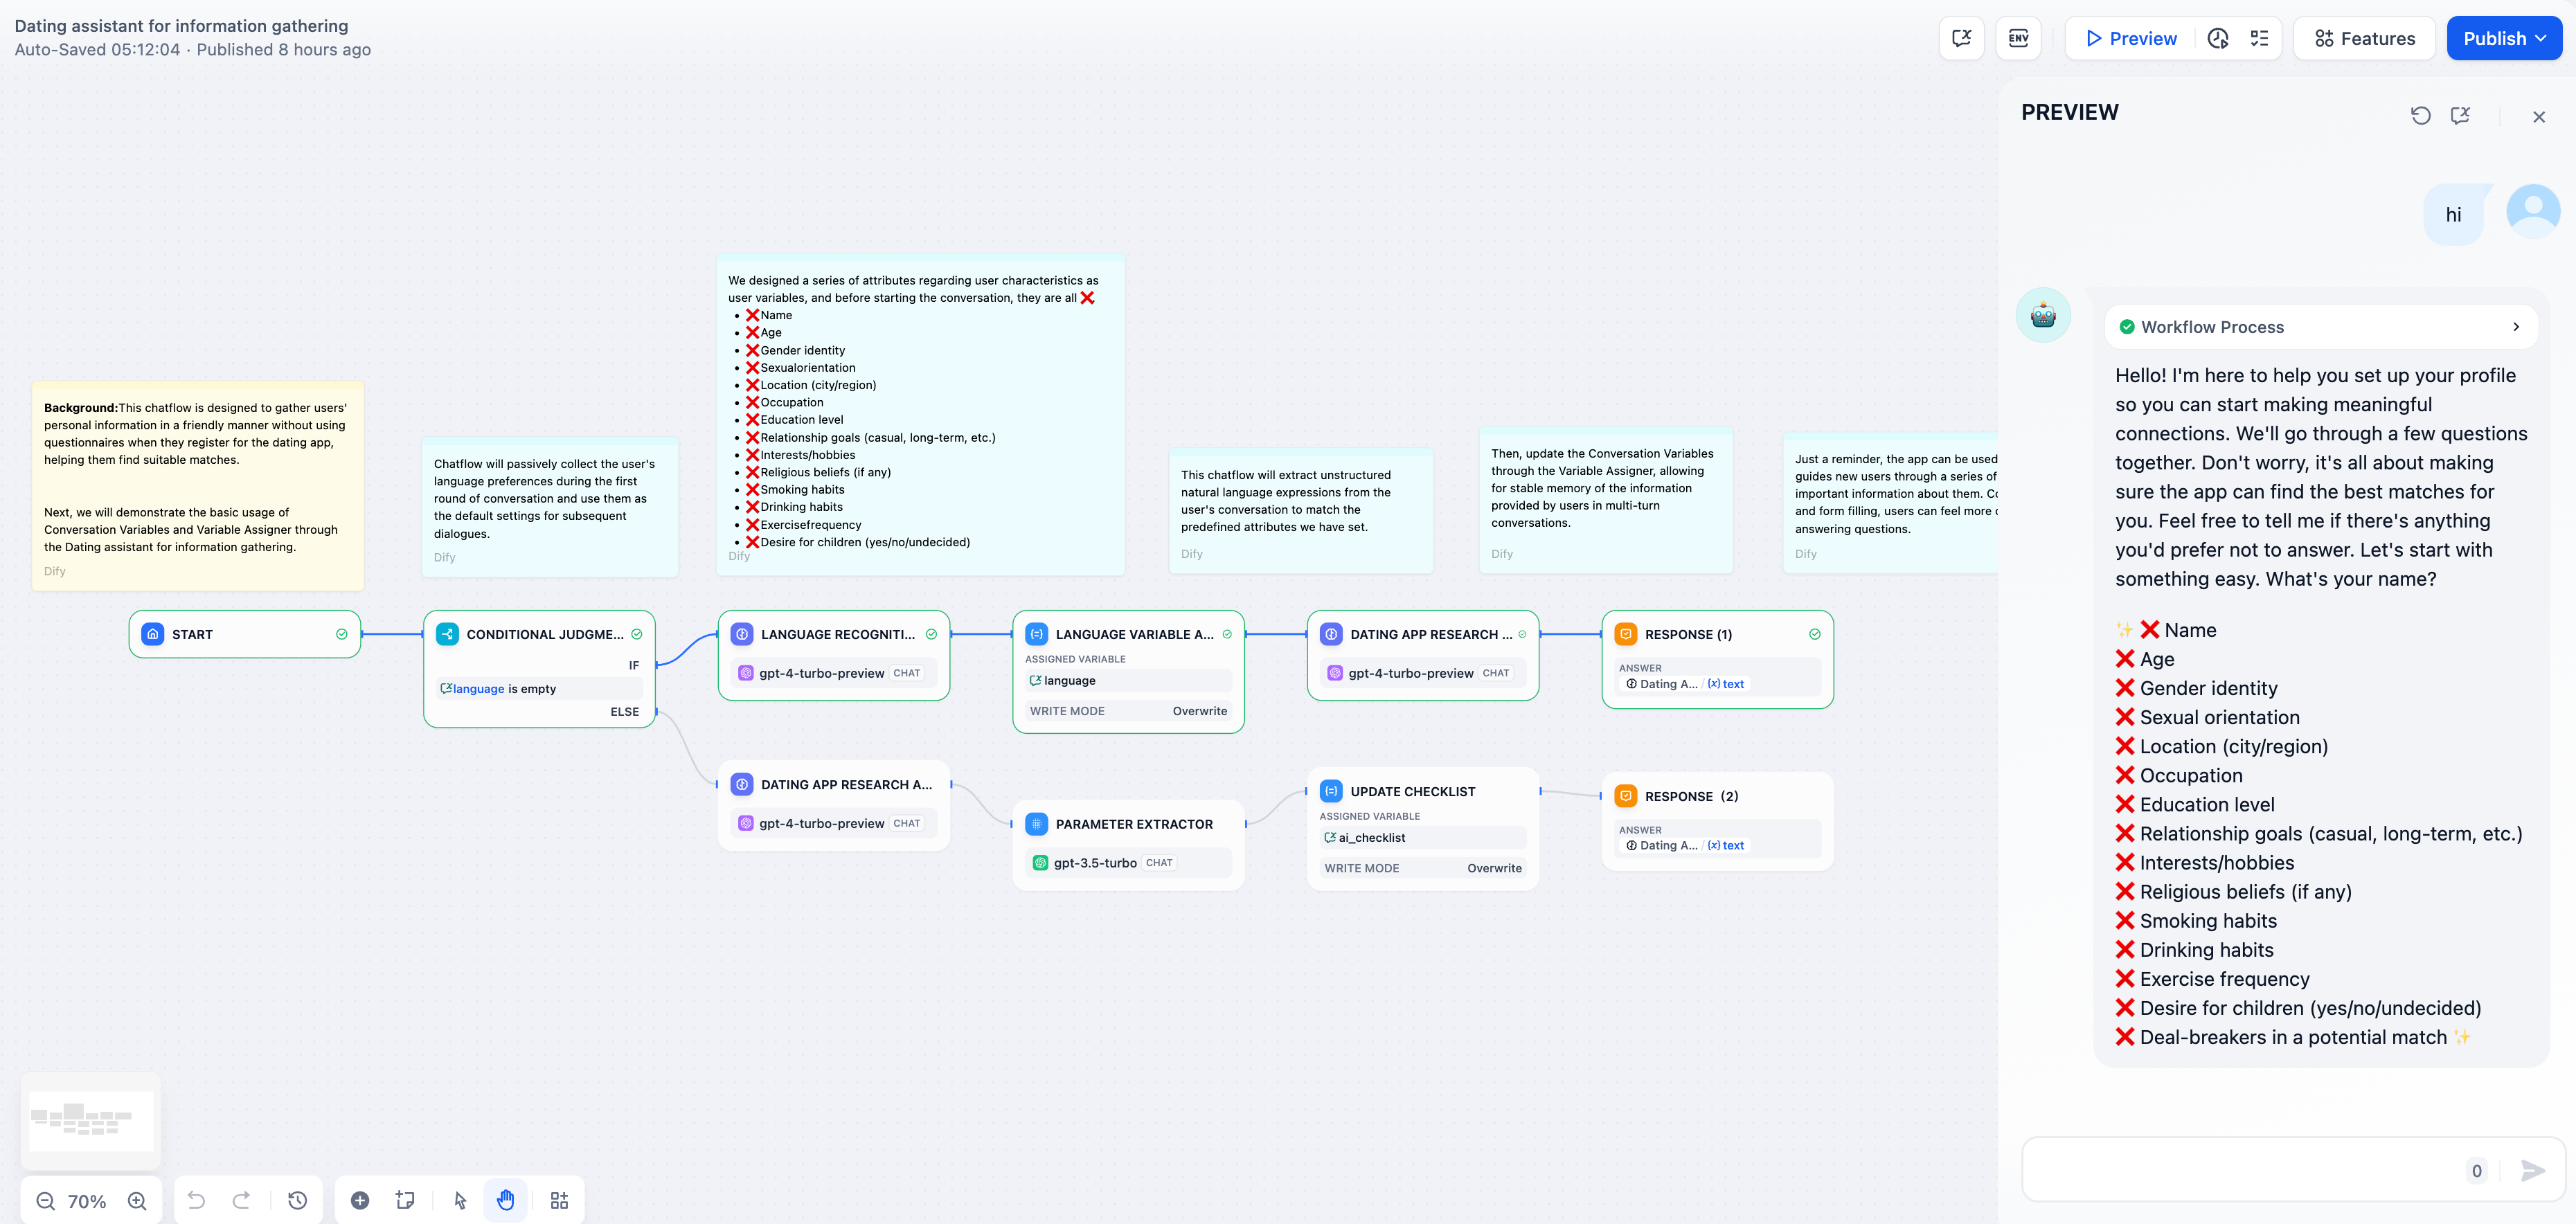 Dating assistant for information gathering
Auto-Saved 05:12:04 · Published 8 hours ago
ENV
Preview
Features
Publish
Background:This chatflow is designed to gather users'
personal information in a friendly manner without using
questionnaires when they register for the dating app,
helping them find suitable matches.
Next, we will demonstrate the basic usage of
Conversation Variables and Variable Assigner through
the Dating assistant for information gathering.
Dify
Chatflow will passively collect the user's
language preferences during the first
round of conversation and use them as
the default settings for subsequent
dialogues.
Dify
We designed a series of attributes regarding user characteristics as
user variables, and before starting the conversation, they are all ❌
• ❌Name
• ❌Age
• ❌Gender identity
• ❌Sexualorientation
• ❌Location (city/region)
• ❌Occupation
• ❌Education level
• ❌Relationship goals (casual, long-term, etc.)
• ❌Interests/hobbies
• ❌Religious beliefs (if any)
• ❌Smoking habits
• ❌Drinking habits
• ❌Exercisefrequency
• ❌Desire for children (yes/no/undecided)
Dify
This chatflow will extract unstructured
natural language expressions from the
user's conversation to match the
predefined attributes we have set.
Dify
Then, update the Conversation Variables
through the Variable Assigner, allowing
for stable memory of the information
provided by users in multi-turn
conversations.
Dify
Just a reminder, the app can be used
guides new users through a series of
important information about them. Co
and form filling, users can feel more c
answering questions.
Dify
START
CONDITIONAL JUDGME...
IF
language is empty
ELSE
LANGUAGE RECOGNITI...
gpt-4-turbo-preview CHAT
LANGUAGE VARIABLE A...
ASSIGNED VARIABLE
language
WRITE MODE Overwrite
DATING APP RESEARCH ...
gpt-4-turbo-preview CHAT
RESPONSE (1)
ANSWER
Dating A... / (x) text
DATING APP RESEARCH A...
gpt-4-turbo-preview CHAT
PARAMETER EXTRACTOR
gpt-3.5-turbo CHAT
UPDATE CHECKLIST
ASSIGNED VARIABLE
ai_checklist
WRITE MODE Overwrite
RESPONSE (2)
ANSWER
Dating A... / (x) text
70%
PREVIEW
hi
Workflow Process
Hello! I'm here to help you set up your profile
so you can start making meaningful
connections. We'll go through a few questions
together. Don't worry, it's all about making
sure the app can find the best matches for
you. Feel free to tell me if there's anything
you'd prefer not to answer. Let's start with
something easy. What's your name?
✨ ❌ Name
❌ Age
❌ Gender identity
❌ Sexual orientation
❌ Location (city/region)
❌ Occupation
❌ Education level
❌ Relationship goals (casual, long-term, etc.)
❌ Interests/hobbies
❌ Religious beliefs (if any)
❌ Smoking habits
❌ Drinking habits
❌ Exercise frequency
❌ Desire for children (yes/no/undecided)
❌ Deal-breakers in a potential match ✨
0